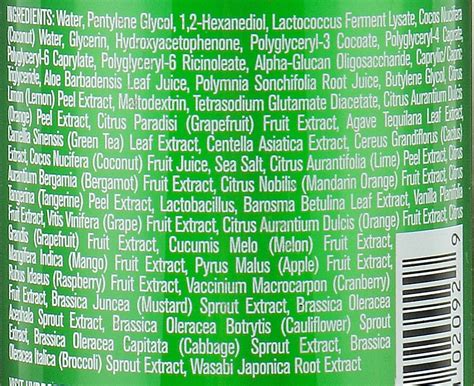 INGREDIENTS: Water, Pentylene Glycol, 1,2-Hexanediol, Lactococcus Ferment Lysate, Cocos Nucifera
(Coconut) Water, Glycerin, Hydroxyacetophenone, Polyglyceryl-3 Cocoate, Polyglyceryl-4 Caprate,
Polyglyceryl-6 Caprylate, Polyglyceryl-6 Ricinoleate, Alpha-Glucan Oligosaccharide, Caprylic/Capric
Triglyceride, Aloe Barbadensis Leaf Juice, Polymnia Sonchifolia Root Juice, Butylene Glycol, Citrus
Limon (Lemon) Peel Extract, Maltodextrin, Tetrasodium Glutamate Diacetate, Citrus Aurantium Dulcis
(Orange) Peel Extract, Citrus Paradisi (Grapefruit) Fruit Extract, Agave Tequilana Leaf Extract,
Camellia Sinensis (Green Tea) Leaf Extract, Centella Asiatica Extract, Cereus Grandiflorus (Cactus)
Extract, Cocos Nucifera (Coconut) Fruit Juice, Sea Salt, Citrus Aurantifolia (Lime) Peel Extract, Citrus
Aurantium Bergamia (Bergamot) Fruit Extract, Citrus Nobilis (Mandarin Orange) Fruit Extract, Citrus
Tangerina (Tangerine) Peel Extract, Lactobacillus, Barosma Betulina Leaf Extract, Vanilla Planifolia
Fruit Extract, Vitis Vinifera (Grape) Fruit Extract, Citrus Aurantium Dulcis (Orange) Fruit Extract, Citrus
Grandis (Grapefruit) Fruit Extract, Cucumis Melo (Melon) Fruit Extract,
Mangifera Indica (Mango) Fruit Extract, Pyrus Malus (Apple) Fruit Extract,
Rubus Idaeus (Raspberry) Fruit Extract, Vaccinium Macrocarpon (Cranberry)
Fruit Extract, Brassica Juncea (Mustard) Sprout Extract, Brassica Oleracea
Acephala Sprout Extract, Brassica Oleracea Botrytis (Cauliflower) Sprout
Extract, Brassica Oleracea Capitata (Cabbage) Sprout Extract, Brassica
Oleracea Italica (Broccoli) Sprout Extract, Wasabi Japonica Root Extract
02092 9